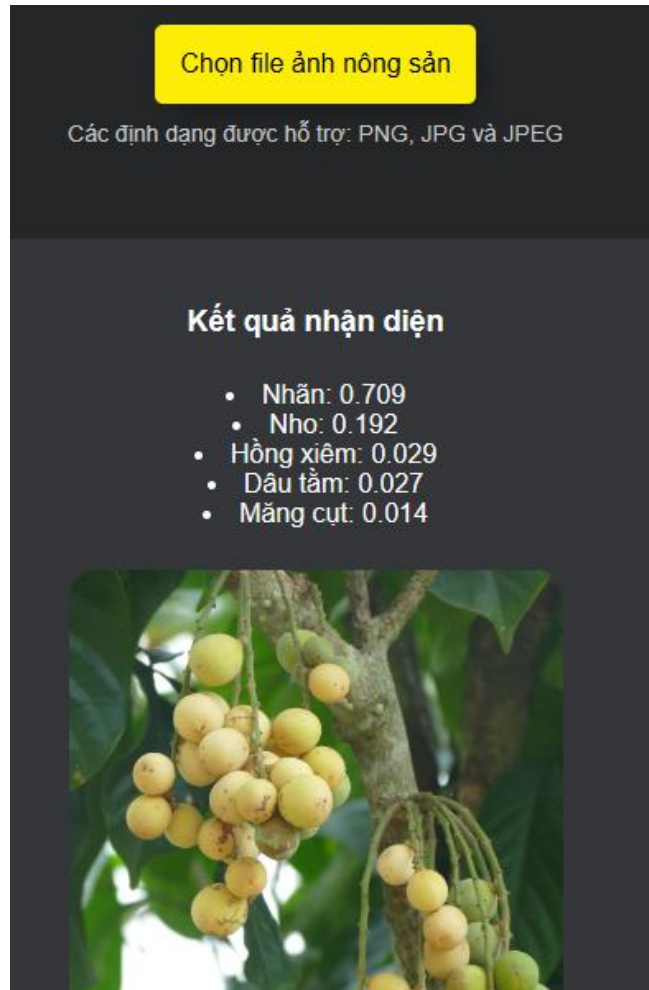 Chọn file ảnh nông sản
Các định dạng được hỗ trợ: PNG, JPG và JPEG
Kết quả nhận diện
• Nhãn: 0.709
• Nho: 0.192
• Hồng xiêm: 0.029
• Dâu tằm: 0.027
• Măng cụt: 0.014